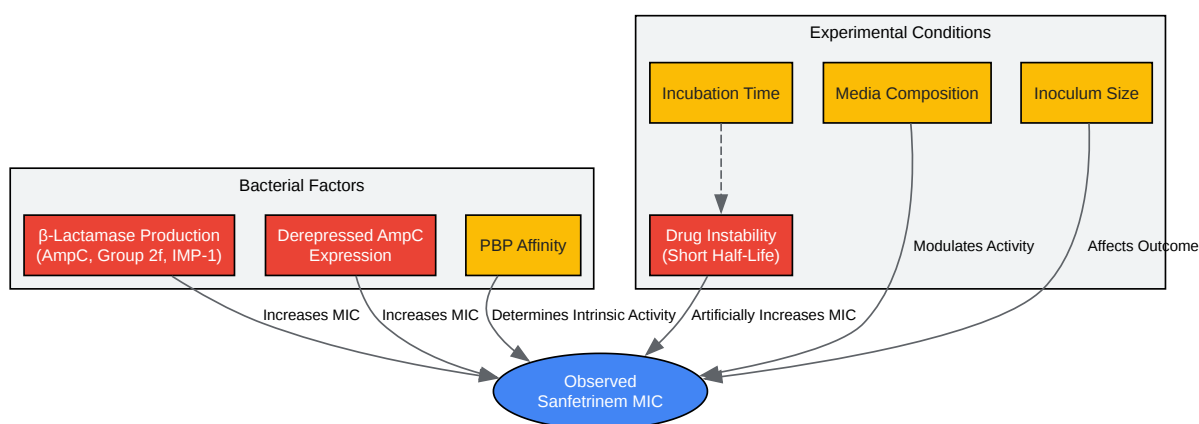 Experimental Conditions
Incubation Time
Media Composition
Inoculum Size
Bacterial Factors
β-Lactamase Production
(AmpC, Group 2f, IMP-1)
Derepressed AmpC
Expression
PBP Affinity
Drug Instability
(Short Half-Life)
Modulates Activity
Affects Outcome
Increases MIC
Increases MIC
Determines Intrinsic Activity
Artificially Increases MIC
Observed
Sanfetrinem MIC